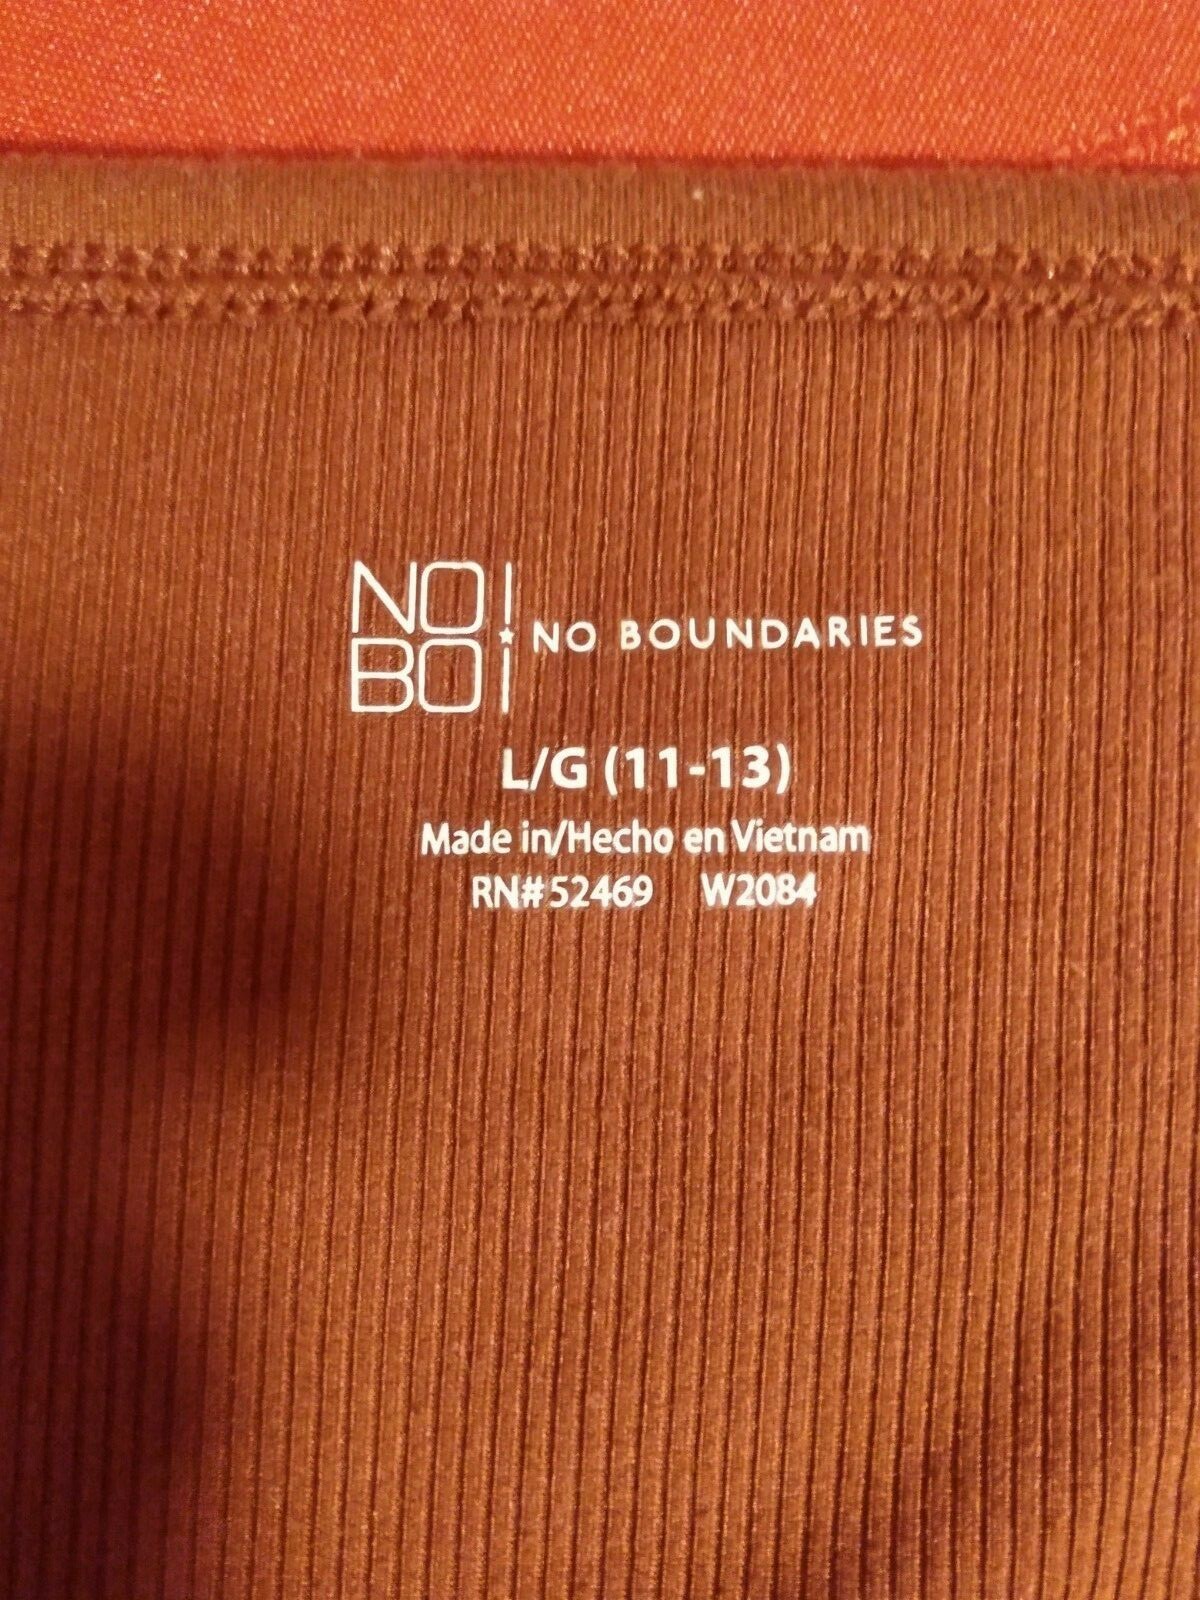 NO
BO
NO BOUNDARIES
L/G (11-13)
Made in/Hecho en Vietnam
RN#52469 W2084